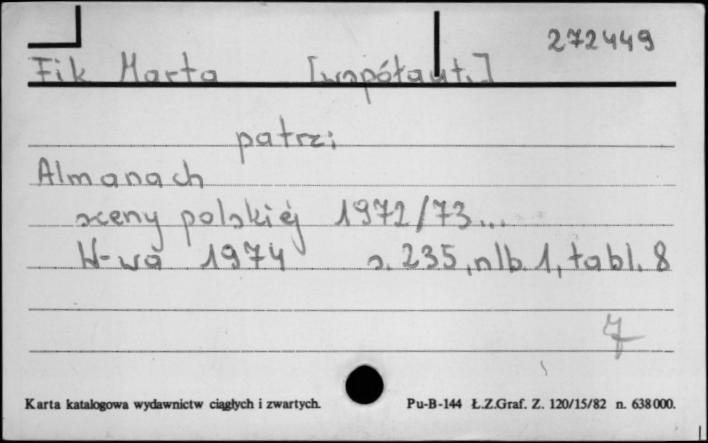 272449
Fik Marta [współaut.]
patrz:
Almanach
sceny polskiej 1972/73...
W-wa 1974 s. 235, nlb. 1, tabl. 8
7
Karta katalogowa wydawnictw ciągłych i zwartych. Pu-B-144 Ł.Z.Graf. Z. 120/15/82 n. 638000.